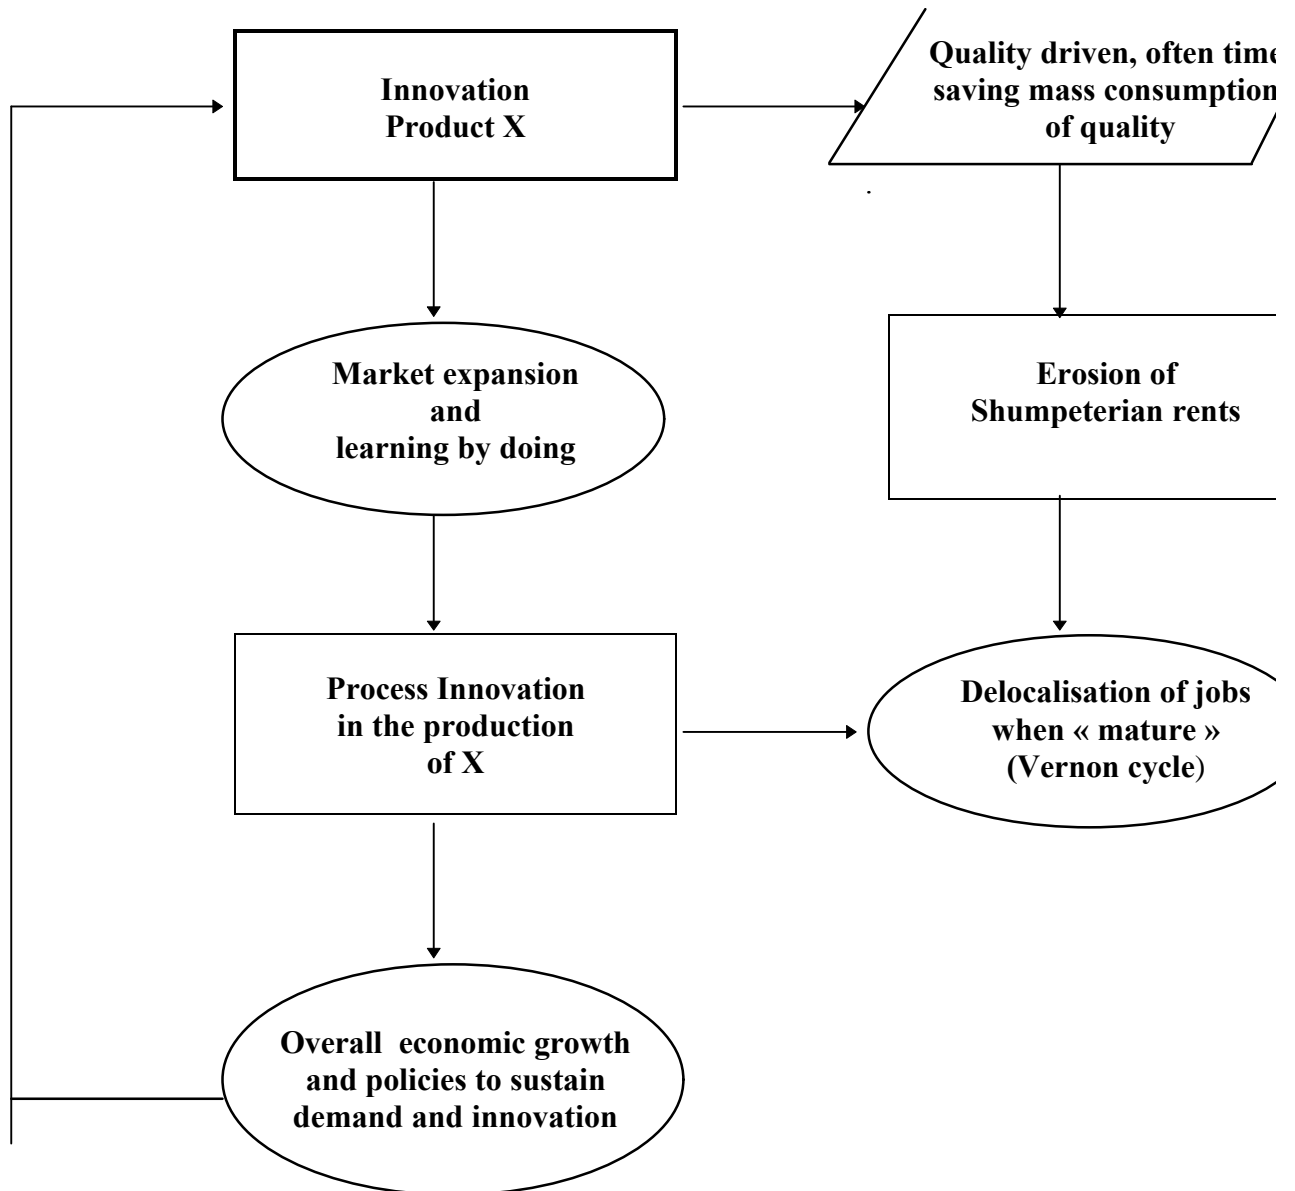 Innovation
Product X
Quality driven, often time
saving mass consumption
of quality
Market expansion
and
learning by doing
Erosion of
Shumpeterian rents
Process Innovation
in the production
of X
Delocalisation of jobs
when « mature »
(Vernon cycle)
Overall economic growth
and policies to sustain
demand and innovation